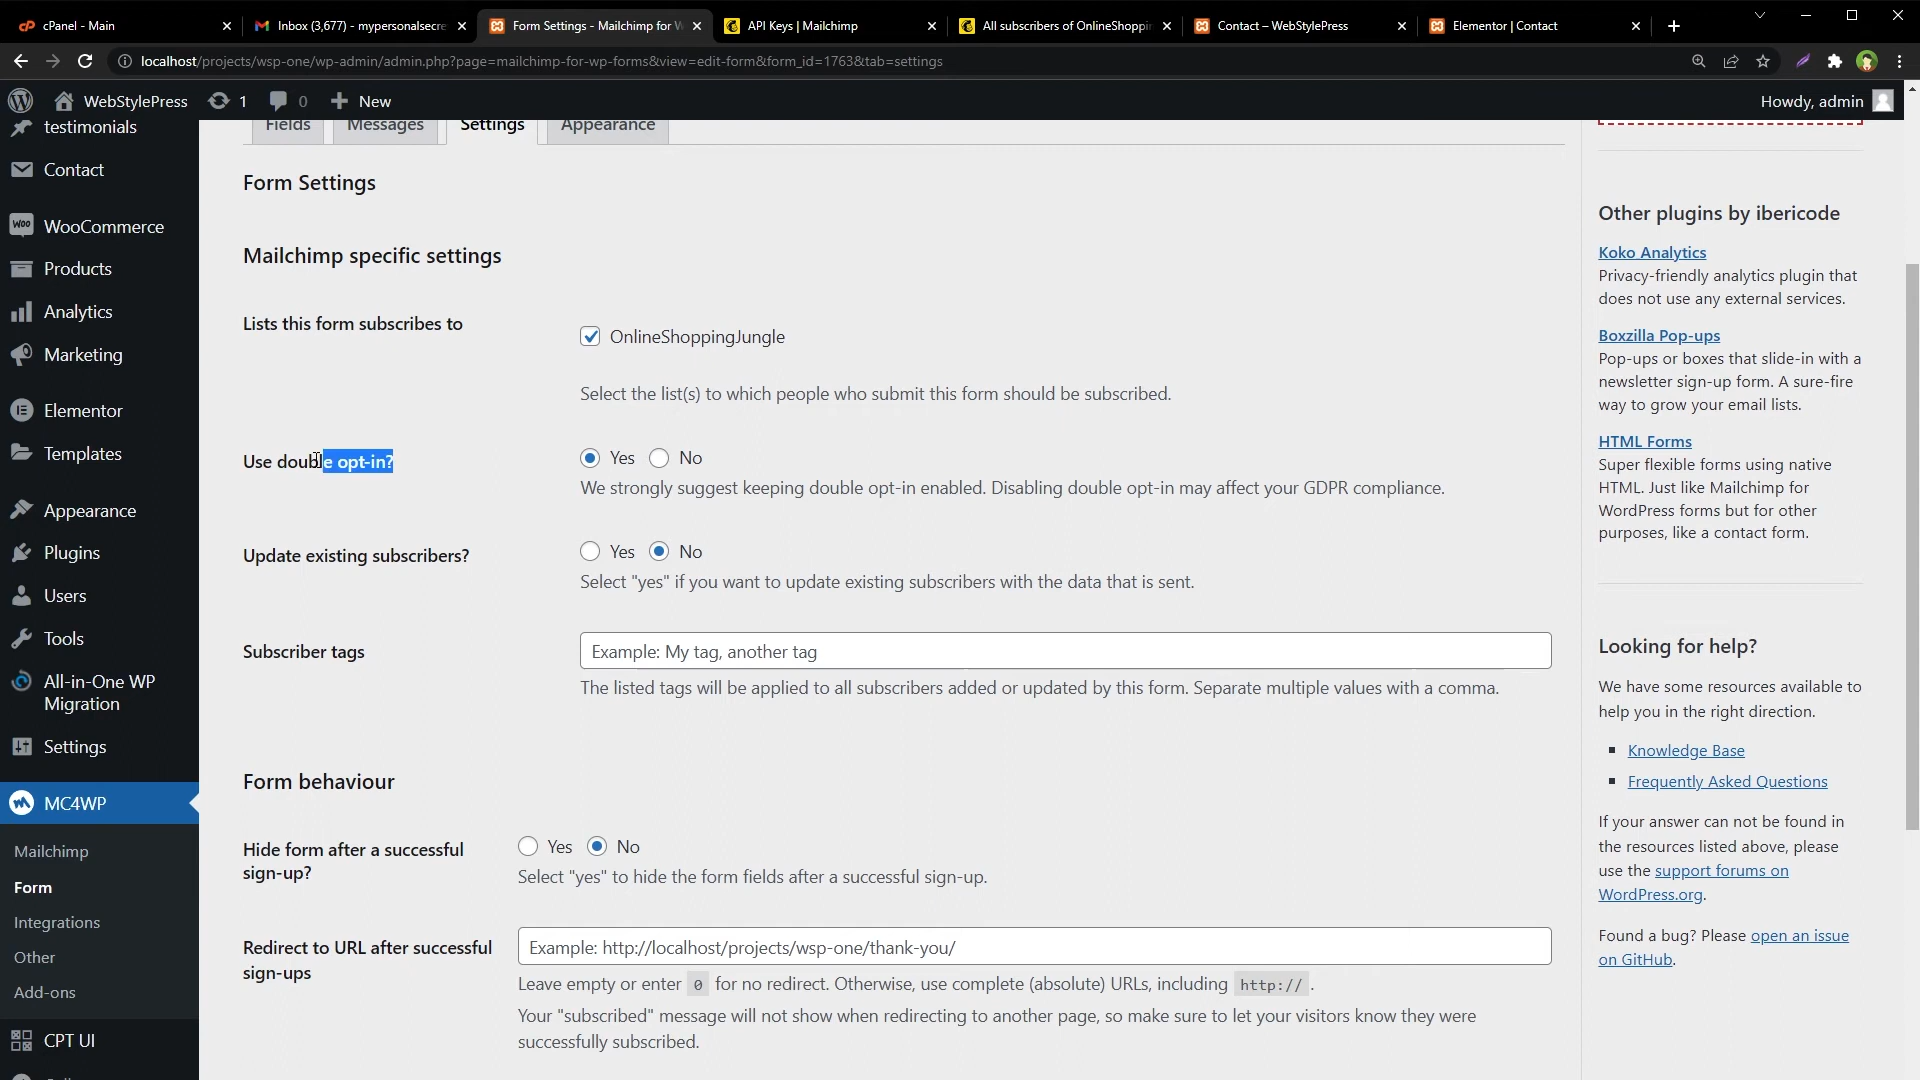 cPanel - Main
Inbox (3,677) - mypersonalsecre
Form Settings - Mailchimp for W
API Keys | Mailchimp
All subscribers of OnlineShoppin
Contact – WebStylePress
Elementor | Contact
localhost/projects/wsp-one/wp-admin/admin.php?page=mailchimp-for-wp-forms&view=edit-form&form_id=1763&tab=settings
WebStylePress 1 0 New Howdy, admin
testimonials
Contact
WooCommerce
Products
Analytics
Marketing
Elementor
Templates
Appearance
Plugins
Users
Tools
All-in-One WP
Migration
Settings
MC4WP
Mailchimp
Form
Integrations
Other
Add-ons
CPT UI
Fields Messages Settings Appearance
Form Settings
Mailchimp specific settings
Lists this form subscribes to
OnlineShoppingJungle
Select the list(s) to which people who submit this form should be subscribed.
Use double opt-in?
Yes No
We strongly suggest keeping double opt-in enabled. Disabling double opt-in may affect your GDPR compliance.
Update existing subscribers?
Yes No
Select "yes" if you want to update existing subscribers with the data that is sent.
Subscriber tags
Example: My tag, another tag
The listed tags will be applied to all subscribers added or updated by this form. Separate multiple values with a comma.
Form behaviour
Hide form after a successful
sign-up?
Yes No
Select "yes" to hide the form fields after a successful sign-up.
Redirect to URL after successful
sign-ups
Example: http://localhost/projects/wsp-one/thank-you/
Leave empty or enter 0 for no redirect. Otherwise, use complete (absolute) URLs, including http:// .
Your "subscribed" message will not show when redirecting to another page, so make sure to let your visitors know they were
successfully subscribed.
Other plugins by ibericode
Koko Analytics
Privacy-friendly analytics plugin that
does not use any external services.
Boxzilla Pop-ups
Pop-ups or boxes that slide-in with a
newsletter sign-up form. A sure-fire
way to grow your email lists.
HTML Forms
Super flexible forms using native
HTML. Just like Mailchimp for
WordPress forms but for other
purposes, like a contact form.
Looking for help?
We have some resources available to
help you in the right direction.
Knowledge Base
Frequently Asked Questions
If your answer can not be found in
the resources listed above, please
use the support forums on
WordPress.org.
Found a bug? Please open an issue
on GitHub.